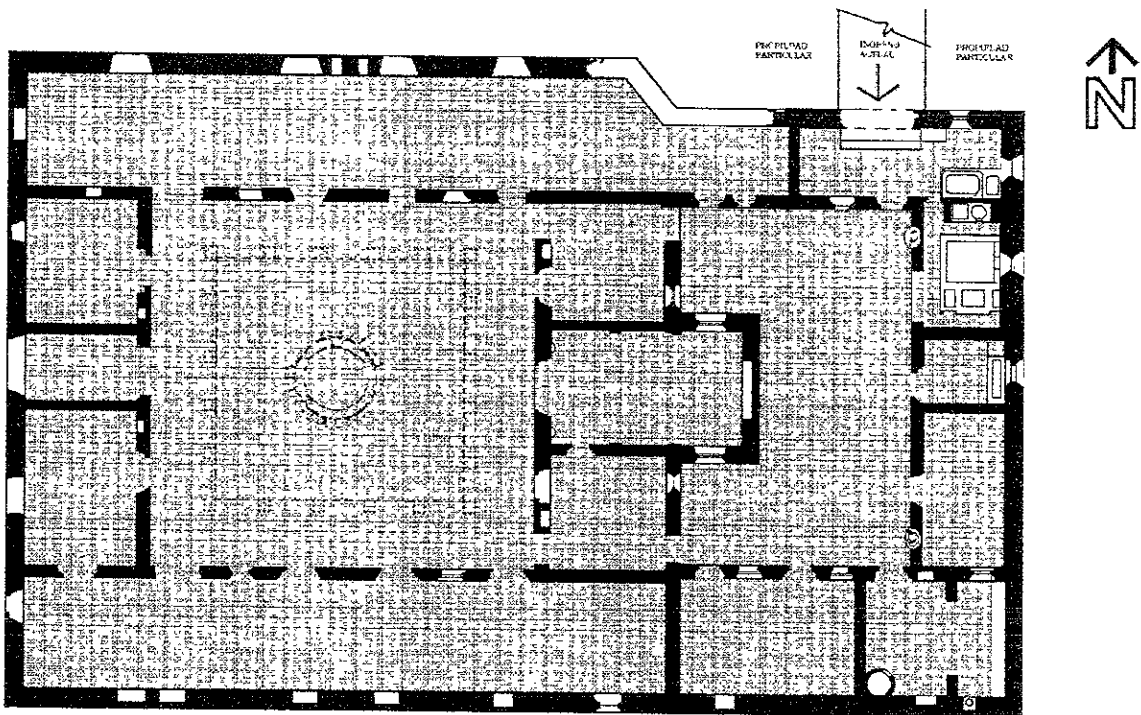 PROPIEDAD
PARTICULAR
INGRESO
ACTUAL
PROPIEDAD
PARTICULAR
N